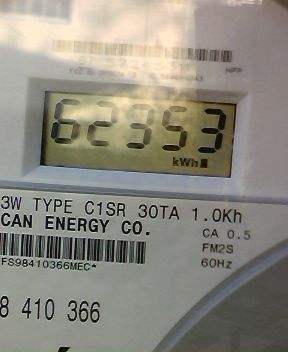 62353
kWh
3W TYPE C1SR 30TA 1.0Kh
CAN ENERGY CO.
CA 0.5
FM2S
60Hz
FS98410366MEC*
8 410 366